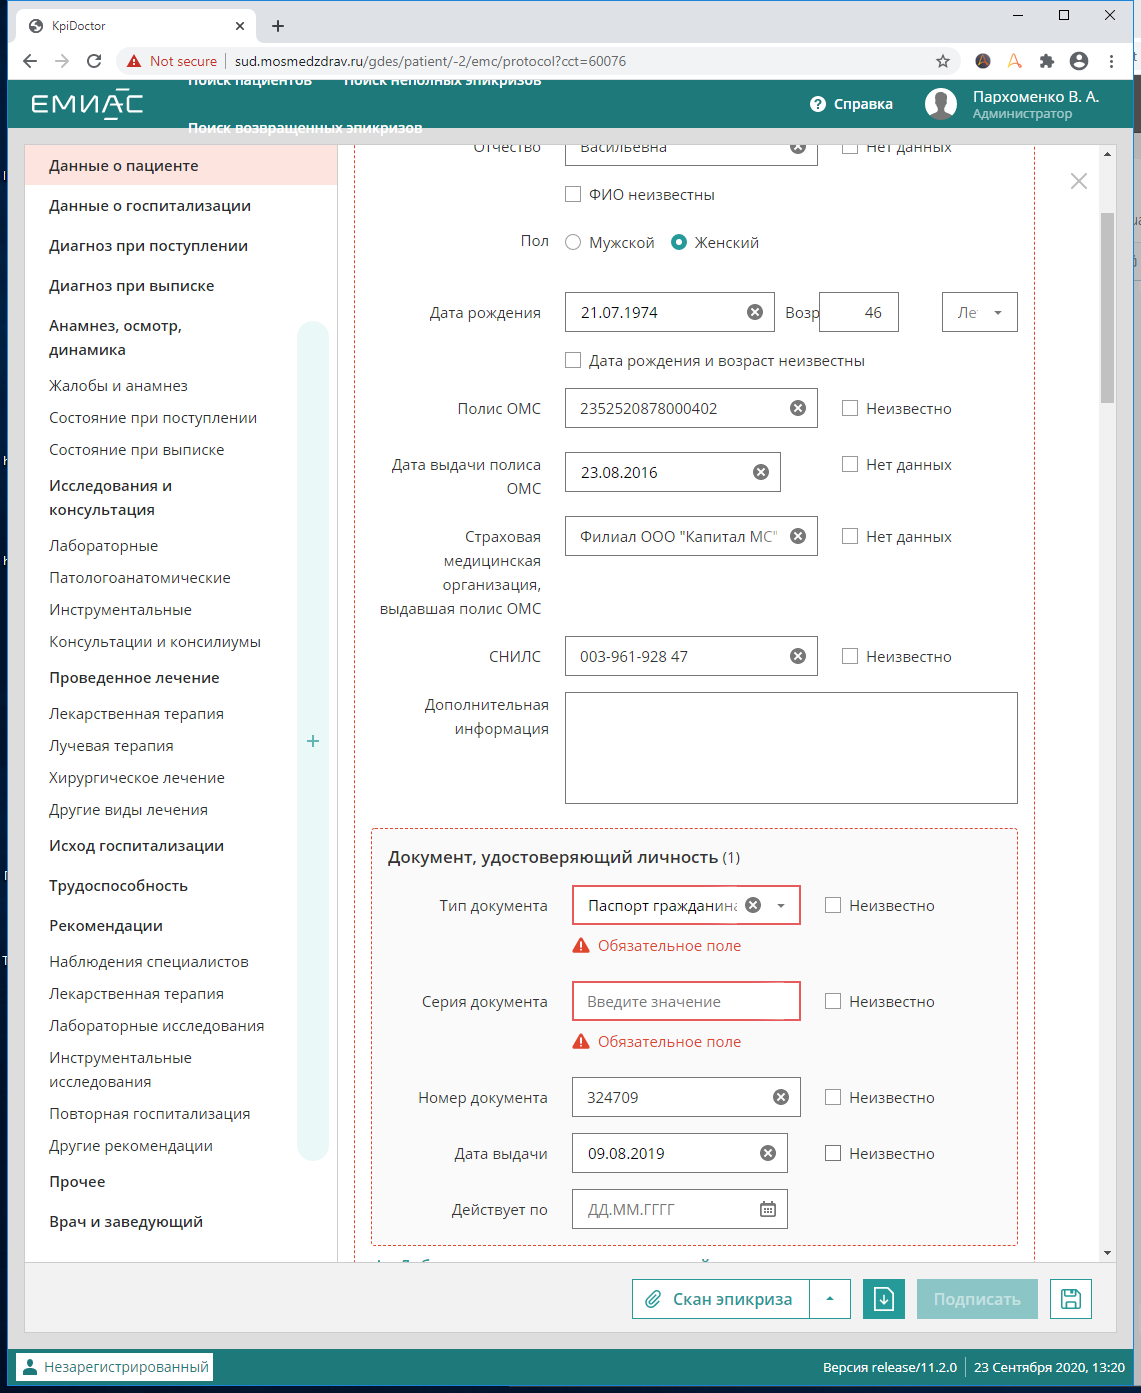 KpiDoctor
Not secure
sud.mosmedzdrav.ru/gdes/patient/-2/emc/protocol?cct=60076
Поиск пациентов Поиск неполных эпикризов
ЕМИАС
Поиск возвращенных эпикризов
Справка
Пархоменко В. А.
Администратор
Данные о пациенте
Данные о госпитализации
Диагноз при поступлении
Диагноз при выписке
Анамнез, осмотр,
динамика
Жалобы и анамнез
Состояние при поступлении
Состояние при выписке
Исследования и
консультация
Лабораторные
Патологоанатомические
Инструментальные
Консультации и консилиумы
Проведенное лечение
Лекарственная терапия
Лучевая терапия
Хирургическое лечение
Другие виды лечения
Исход госпитализации
Трудоспособность
Рекомендации
Наблюдения специалистов
Лекарственная терапия
Лабораторные исследования
Инструментальные
исследования
Повторная госпитализация
Другие рекомендации
Прочее
Врач и заведующий
Отчество Васильевна Нет данных
ФИО неизвестны
Пол Мужской Женский
Дата рождения 21.07.1974 Возр 46 Ле
Дата рождения и возраст неизвестны
Полис ОМС 2352520878000402 Неизвестно
Дата выдачи полиса
ОМС
23.08.2016 Нет данных
Страховая
медицинская
организация,
выдавшая полис ОМС
Филиал ООО "Капитал МС" Нет данных
СНИЛС 003-961-928 47 Неизвестно
Дополнительная
информация
Документ, удостоверяющий личность (1)
Тип документа Паспорт гражданина Неизвестно
Обязательное поле
Серия документа Введите значение Неизвестно
Обязательное поле
Номер документа 324709 Неизвестно
Дата выдачи 09.08.2019 Неизвестно
Действует по ДД.ММ.ГГГГ
Скан эпикриза
Подписать
Незарегистрированный
Версия release/11.2.0 23 Сентября 2020, 13:20